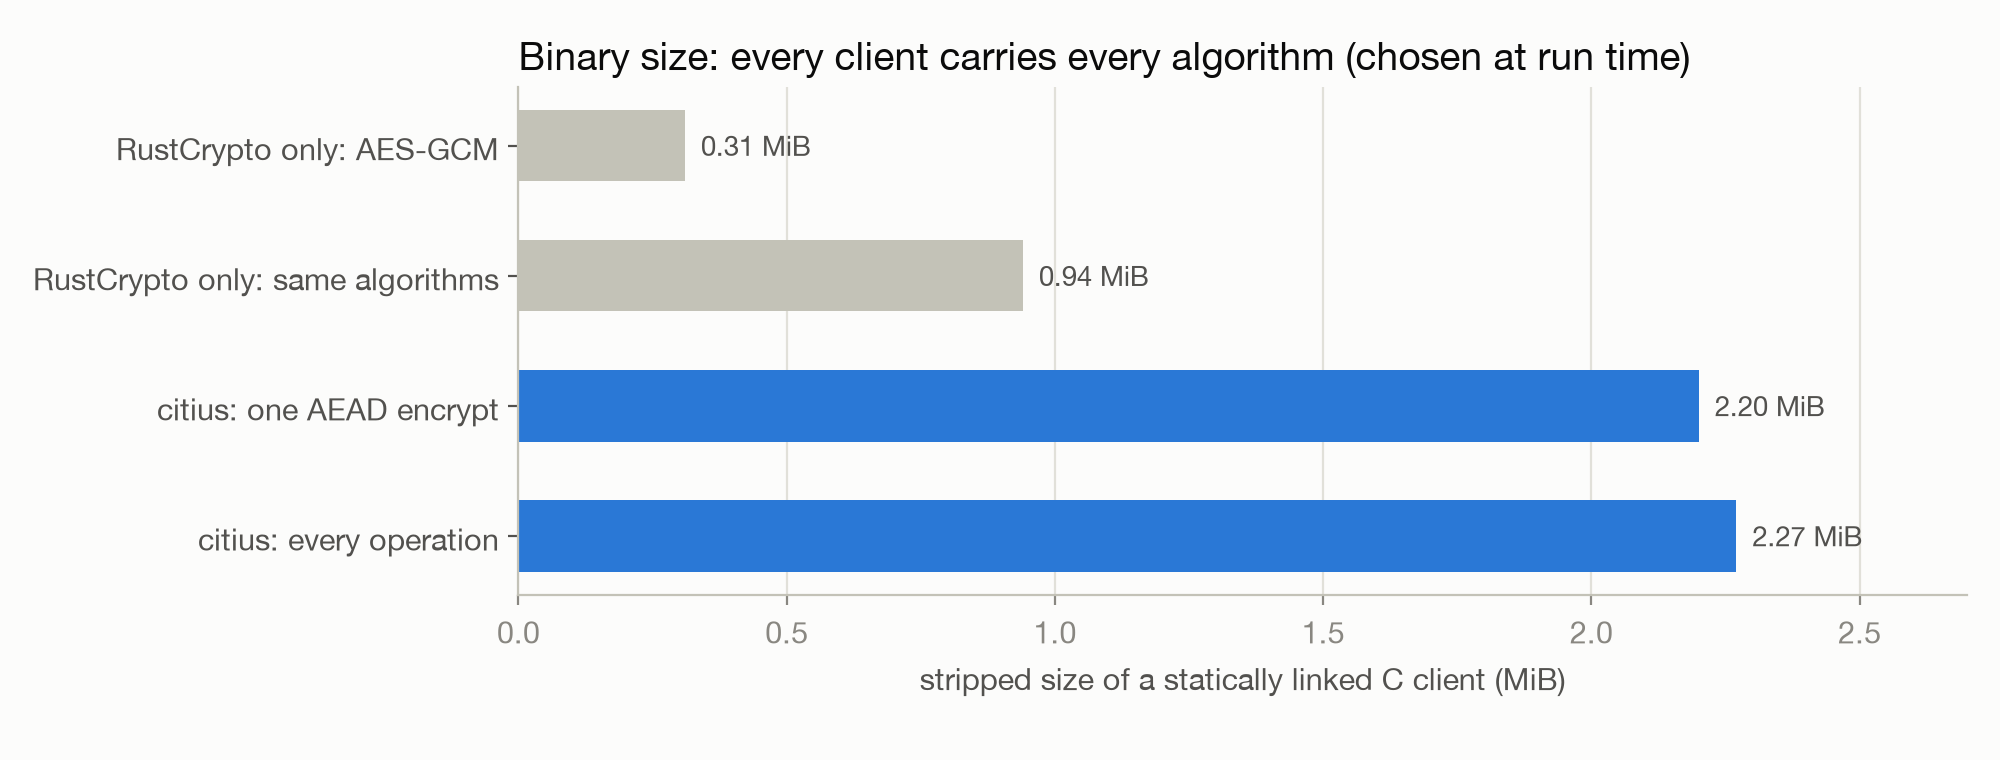 Binary size: every client carries every algorithm (chosen at run time)
RustCrypto only: AES-GCM
0.31 MiB
RustCrypto only: same algorithms
0.94 MiB
citius: one AEAD encrypt
2.20 MiB
citius: every operation
2.27 MiB
0.0 0.5 1.0 1.5 2.0 2.5
stripped size of a statically linked C client (MiB)